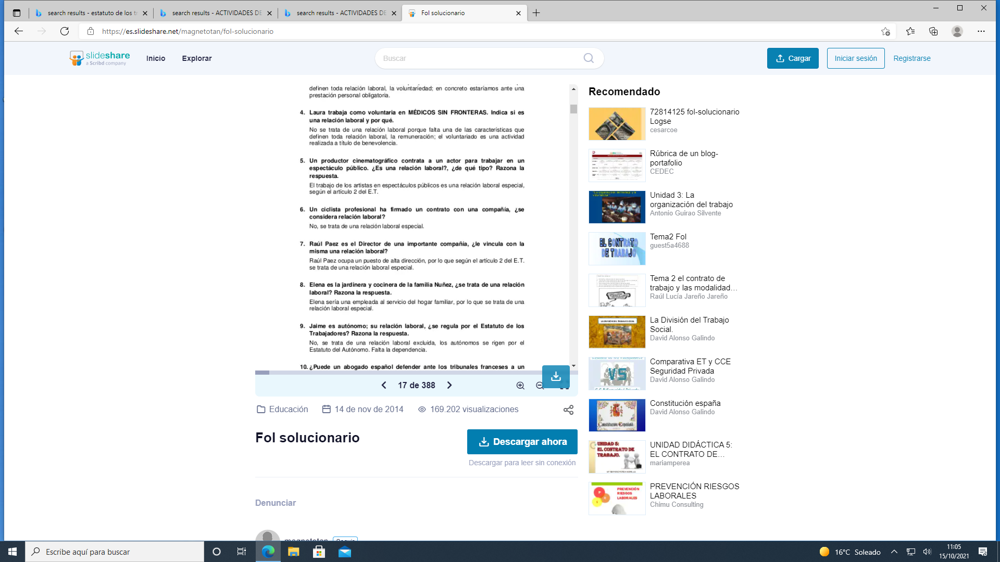 search results - estatuto de los t
search results - ACTIVIDADES DE
search results - ACTIVIDADES DE
Fol solucionario
https://es.slideshare.net/magnetotan/fol-solucionario
slideshare
a Scribd company
Inicio
Explorar
Buscar
Cargar
Iniciar sesión
Registrarse
definen toda relación laboral, la voluntariedad; en concreto estaríamos ante una
prestación personal obligatoria.
4. Laura trabaja como voluntaria en MÉDICOS SIN FRONTERAS. Indica si es
una relación laboral y por qué.
No se trata de una relación laboral porque falta una de las características que
definen toda relación laboral, la remuneración; el voluntariado es una actividad
realizada a título de benevolencia.
5. Un productor cinematográfico contrata a un actor para trabajar en un
espectáculo público. ¿Es una relación laboral?, ¿de qué tipo? Razona la
respuesta.
El trabajo de los artistas en espectáculos públicos es una relación laboral especial,
según el artículo 2 del E.T.
6. Un ciclista profesional ha firmado un contrato con una compañía, ¿se
considera relación laboral?
No, se trata de una relación laboral especial.
7. Raúl Paez es el Director de una importante compañía, ¿le vincula con la
misma una relación laboral?
Raúl Paez ocupa un puesto de alta dirección, por lo que según el artículo 2 del E.T.
se trata de una relación laboral especial.
8. Elena es la jardinera y cocinera de la familia Nuñez, ¿se trata de una relación
laboral? Razona la respuesta.
Elena sería una empleada al servicio del hogar familiar, por lo que se trata de una
relación laboral especial.
9. Jaime es autónomo; su relación laboral, ¿se regula por el Estatuto de los
Trabajadores? Razona la respuesta.
No, se trata de una relación laboral excluida, los autónomos se rigen por el
Estatuto del Autónomo. Falta la dependencia.
10. ¿Puede un abogado español defender ante los tribunales franceses a un
17 de 388
Educación
14 de nov de 2014
169.202 visualizaciones
Fol solucionario
Descargar ahora
Descargar para leer sin conexión
Denunciar
magnetotan
Seguir
Recomendado
72814125 fol-solucionario
Logse
cesarcoe
Rúbrica de un blog-
portafolio
CEDEC
Unidad 3: La
organización del trabajo
Antonio Guirao Silvente
EL CONTRATO
DE TRABAJO
Tema2 Fol
guest5a4688
Tema 2 el contrato de
trabajo y las modalidad…
Raúl Lucía Jareño Jareño
LA DIVISIÓN DEL TRABAJO SOCIAL
La División del Trabajo
Social.
David Alonso Galindo
VS
Comparativa ET y CCE
Seguridad Privada
David Alonso Galindo
Constitución Española
Constitución españa
David Alonso Galindo
UNIDAD 5:
EL CONTRATO DE
TRABAJO.
UNIDAD DIDÁCTICA 5:
EL CONTRATO DE…
mariamperea
PREVENCIÓN
RIESGOS
LABORALES
PREVENCIÓN RIESGOS
LABORALES
Chimu Consulting
Escribe aquí para buscar
16°C Soleado
11:05
15/10/2021